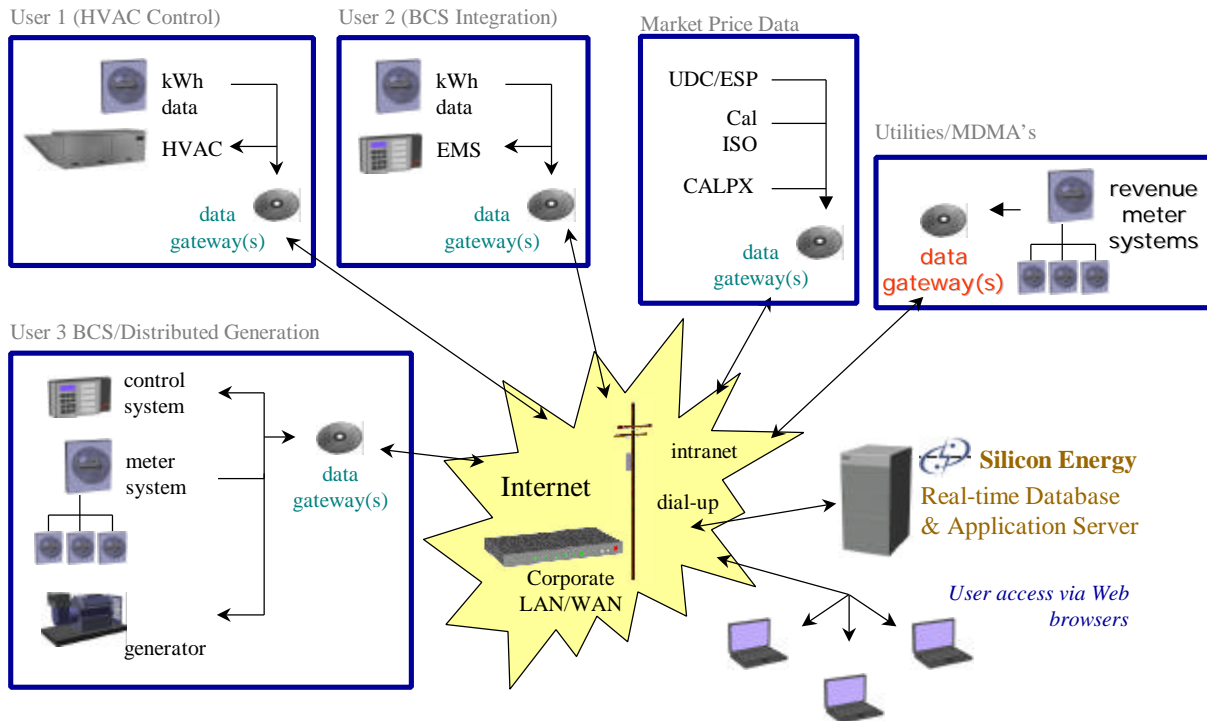 User 1 (HVAC Control)
kWh
data
HVAC
data
gateway(s)
User 2 (BCS Integration)
kWh
data
EMS
data
gateway(s)
Market Price Data
UDC/ESP
Cal
ISO
CALPX
data
gateway(s)
Utilities/MDMA's
revenue
meter
systems
data
gateway(s)
User 3 BCS/Distributed Generation
control
system
meter
system
generator
data
gateway(s)
Internet
intranet
dial-up
Corporate
LAN/WAN
Silicon Energy
Real-time Database
& Application Server
User access via Web
browsers